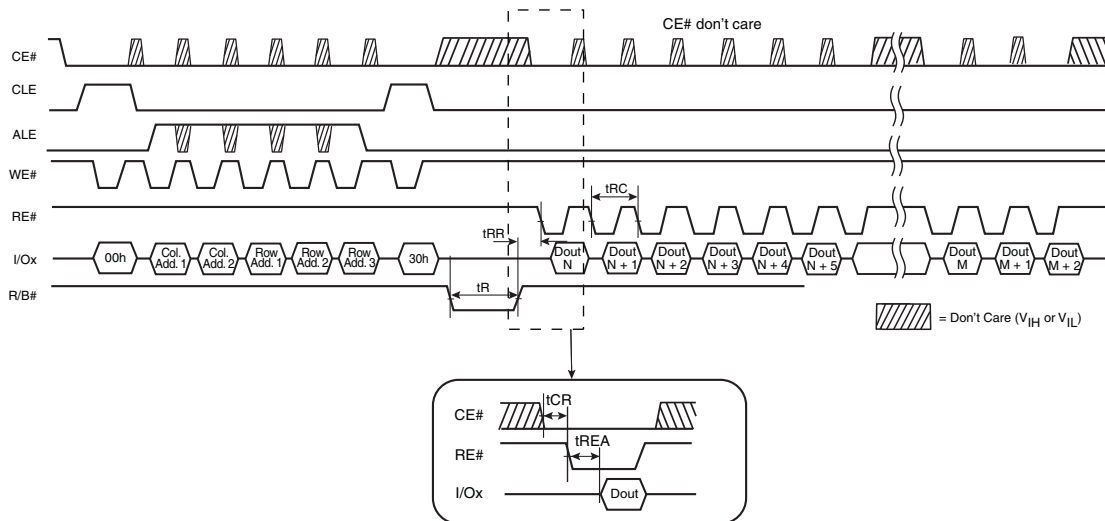 CE# don't care
CE#
CLE
ALE
WE#
tRC
RE#
tRR
I/Ox
00h
Col.
Add. 1
Col.
Add. 2
Row
Add. 1
Row
Add. 2
Row
Add. 3
30h
Dout
N
Dout
N + 1
Dout
N + 2
Dout
N + 3
Dout
N + 4
Dout
N + 5
Dout
M
Dout
M + 1
Dout
M + 2
tR
R/B#
= Don't Care (VIH or VIL)
tCR
CE#
tREA
RE#
I/Ox
Dout